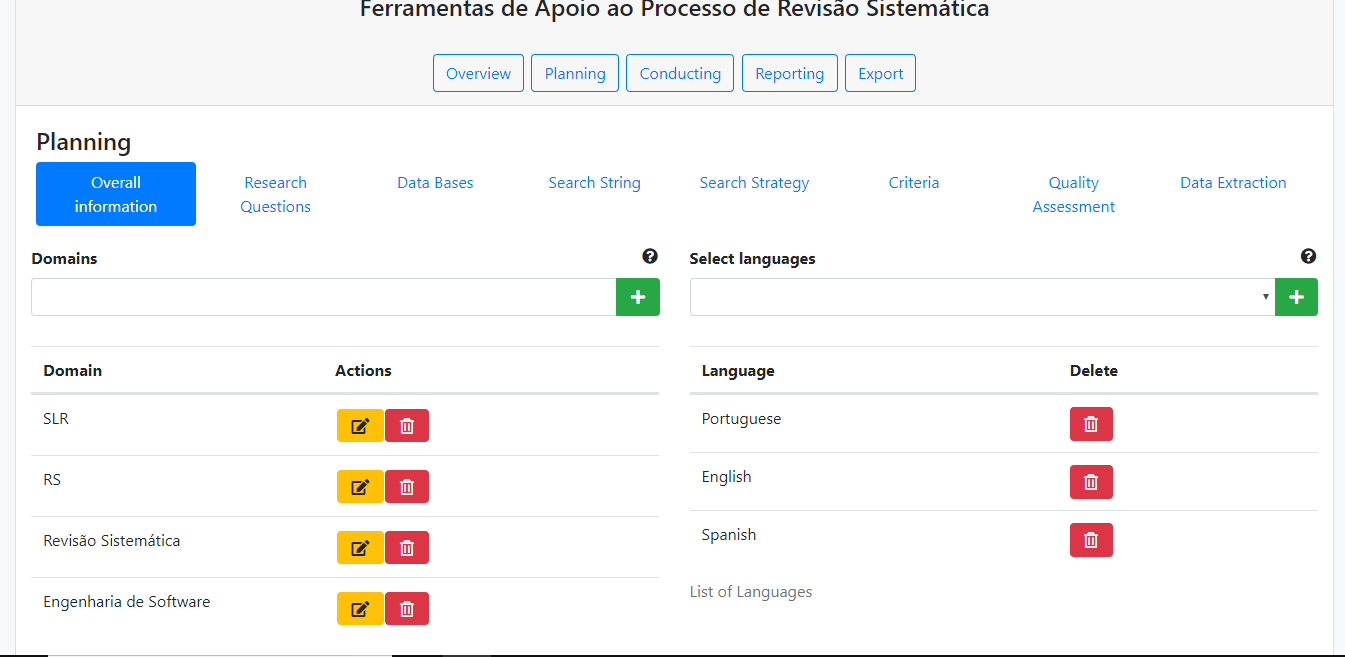 Ferramentas de Apoio ao Processo de Revisão Sistemática
Overview Planning Conducting Reporting Export
Planning
Overall information
Research Questions
Data Bases
Search String
Search Strategy
Criteria
Quality Assessment
Data Extraction
Domains
Domain Actions
SLR
RS
Revisão Sistemática
Engenharia de Software
Select languages
Language Delete
Portuguese
English
Spanish
List of Languages